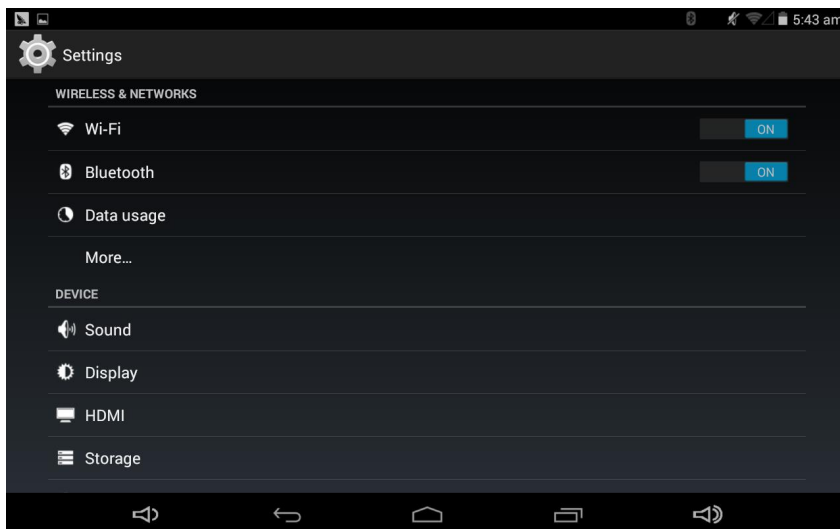 5:43 am
Settings
WIRELESS & NETWORKS
Wi-Fi ON
Bluetooth ON
Data usage
More...
DEVICE
Sound
Display
HDMI
Storage